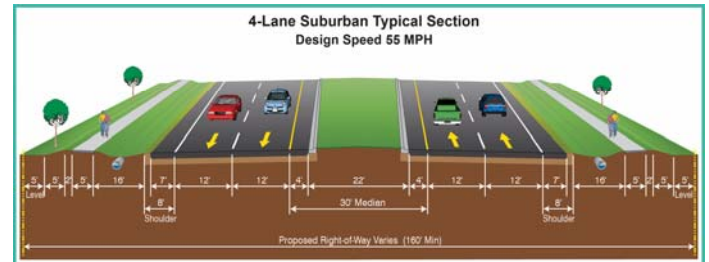 4-Lane Suburban Typical Section
Design Speed 55 MPH
5' 5' 2' 5' 16' 7' 12' 12' 4' 22' 4' 12' 12' 7' 16' 5' 2' 5' 5'
Level 8' 30' Median 8' Level
Shoulder Shoulder
Proposed Right-of-Way Varies (160' Min)